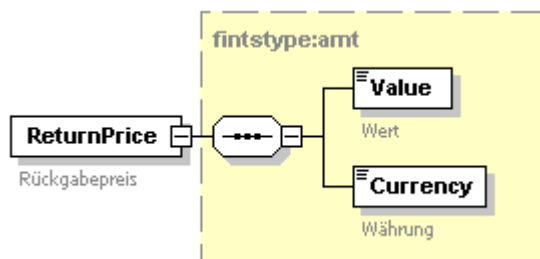 fintstype:amt
Value
Wert
ReturnPrice
Rückgabepreis
Currency
Währung